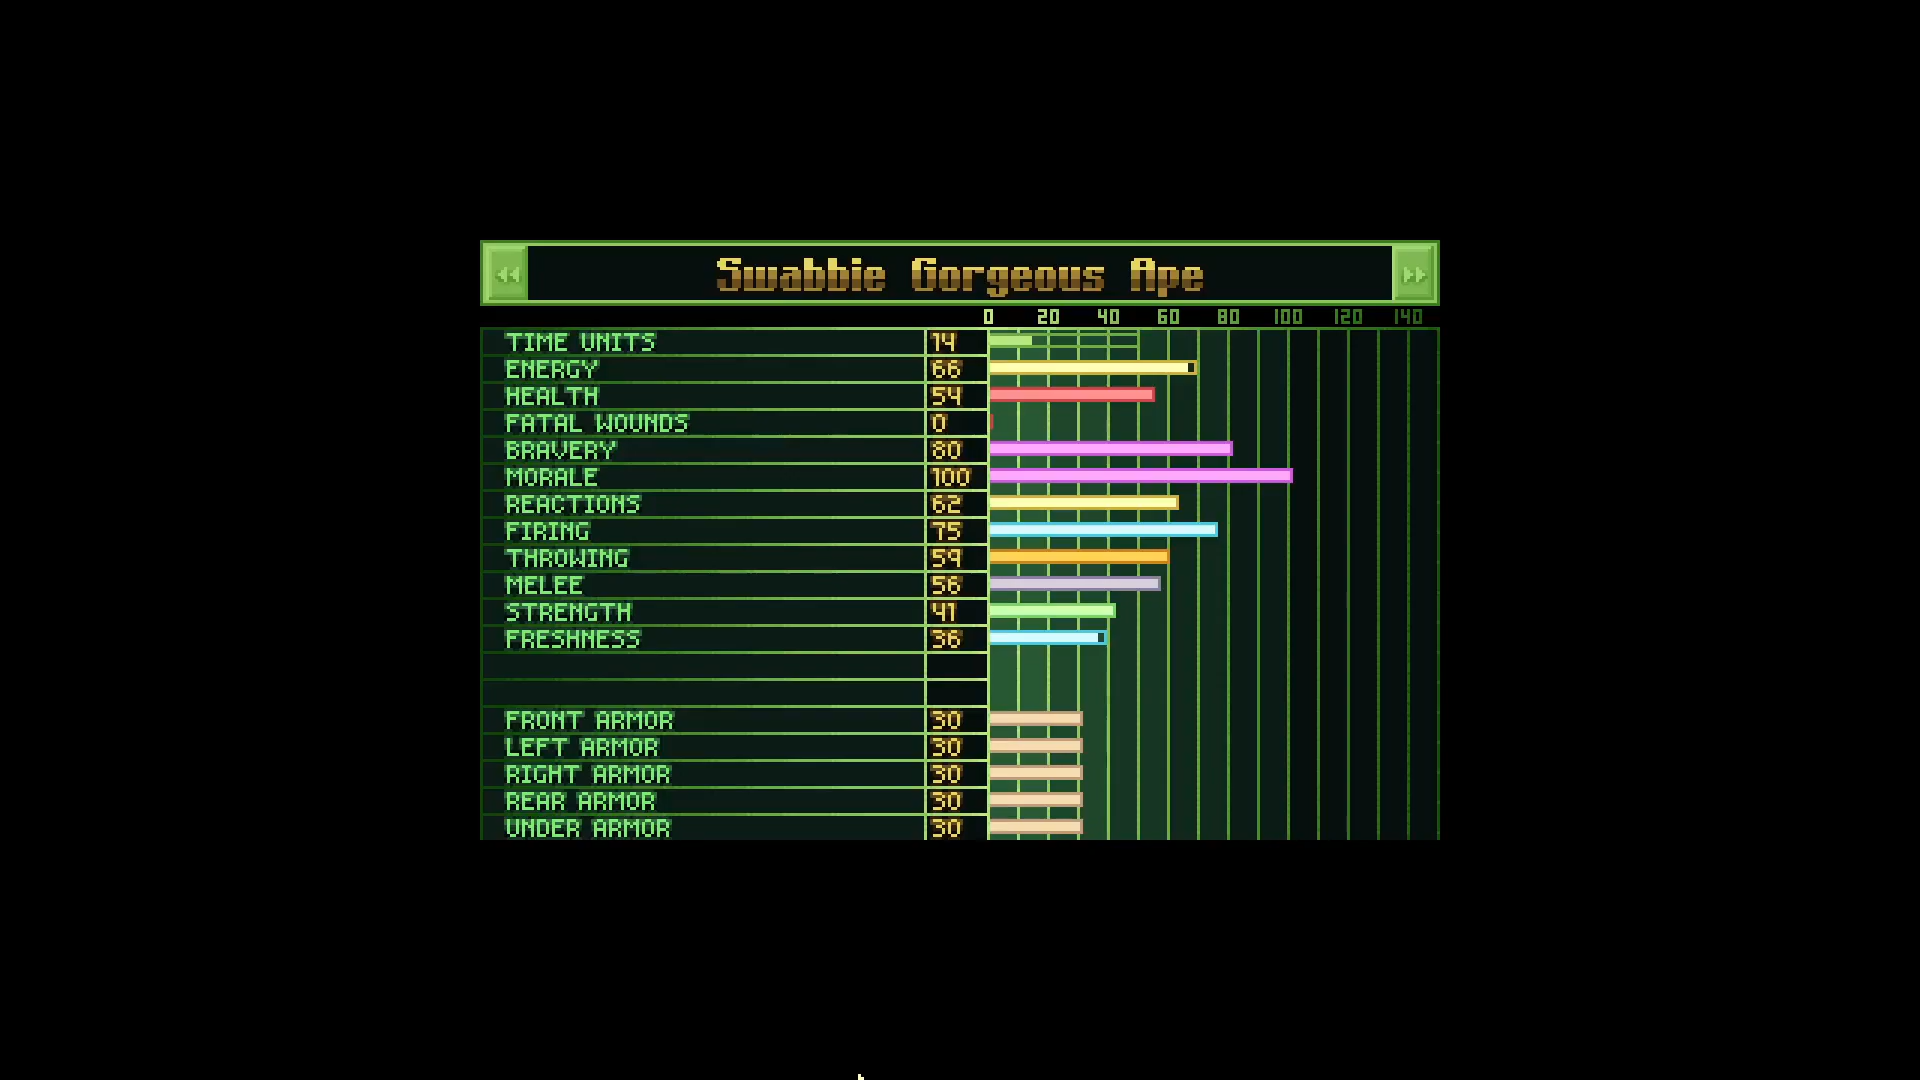 Swabbie Gorgeous Ape
0 20 40 60 80 100 120 140
TIME UNITS 14
ENERGY 66
HEALTH 54
FATAL WOUNDS 0
BRAVERY 80
MORALE 100
REACTIONS 62
FIRING 75
THROWING 59
MELEE 56
STRENGTH 41
FRESHNESS 36
FRONT ARMOR 30
LEFT ARMOR 30
RIGHT ARMOR 30
REAR ARMOR 30
UNDER ARMOR 30